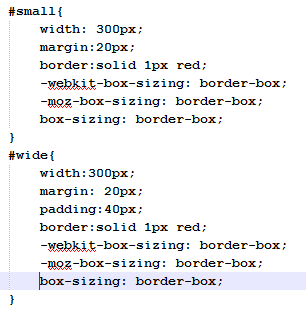 #small{
width: 300px;
margin:20px;
border:solid 1px red;
-webkit-box-sizing: border-box;
-moz-box-sizing: border-box;
box-sizing: border-box;
}
#wide{
width:300px;
margin: 20px;
padding:40px;
border:solid 1px red;
-webkit-box-sizing: border-box;
-moz-box-sizing: border-box;
box-sizing: border-box;
}